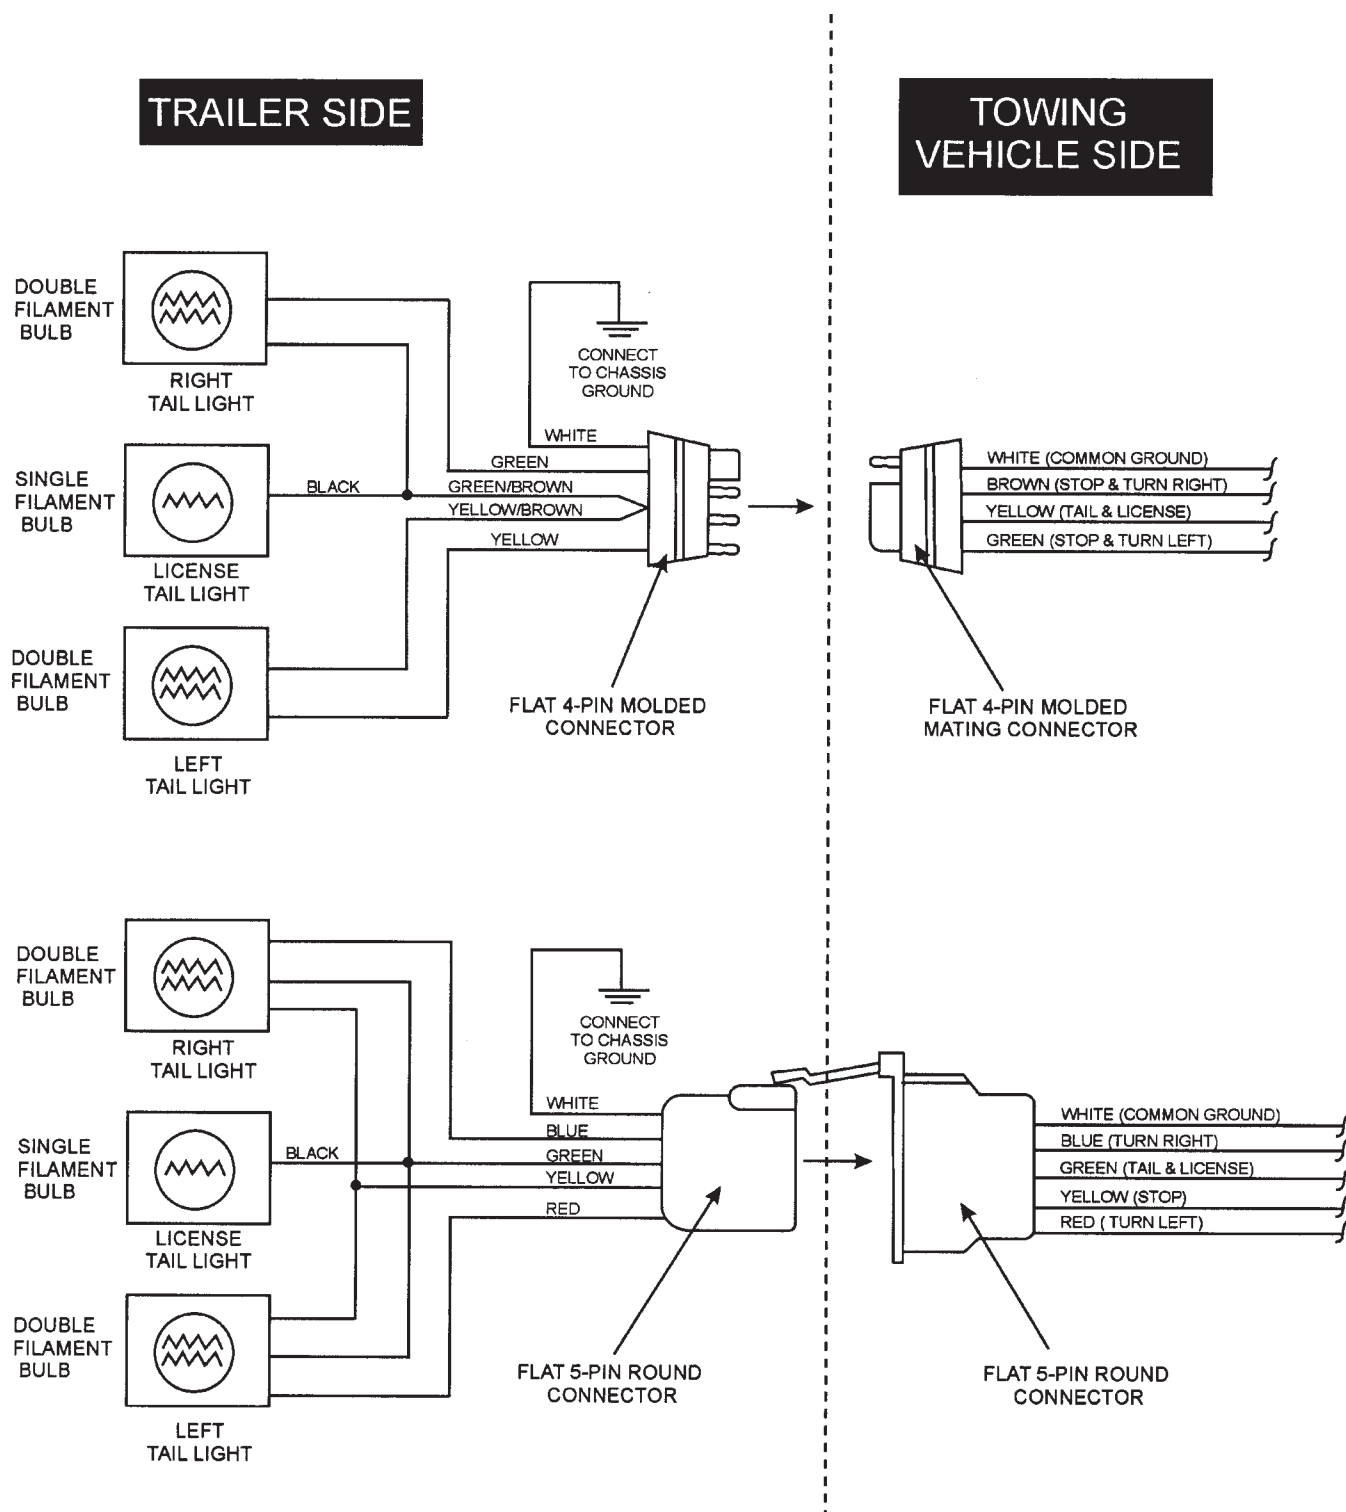 TRAILER SIDE
TOWING
VEHICLE SIDE
DOUBLE
FILAMENT
BULB
RIGHT
TAIL LIGHT
CONNECT
TO CHASSIS
GROUND
WHITE
GREEN
GREEN/BROWN
YELLOW/BROWN
YELLOW
SINGLE
FILAMENT
BULB
BLACK
LICENSE
TAIL LIGHT
WHITE (COMMON GROUND)
BROWN (STOP & TURN RIGHT)
YELLOW (TAIL & LICENSE)
GREEN (STOP & TURN LEFT)
DOUBLE
FILAMENT
BULB
LEFT
TAIL LIGHT
FLAT 4-PIN MOLDED
CONNECTOR
FLAT 4-PIN MOLDED
MATING CONNECTOR
DOUBLE
FILAMENT
BULB
RIGHT
TAIL LIGHT
CONNECT
TO CHASSIS
GROUND
WHITE
BLUE
GREEN
YELLOW
RED
SINGLE
FILAMENT
BULB
BLACK
LICENSE
TAIL LIGHT
WHITE (COMMON GROUND)
BLUE (TURN RIGHT)
GREEN (TAIL & LICENSE)
YELLOW (STOP)
RED ( TURN LEFT)
DOUBLE
FILAMENT
BULB
LEFT
TAIL LIGHT
FLAT 5-PIN ROUND
CONNECTOR
FLAT 5-PIN ROUND
CONNECTOR